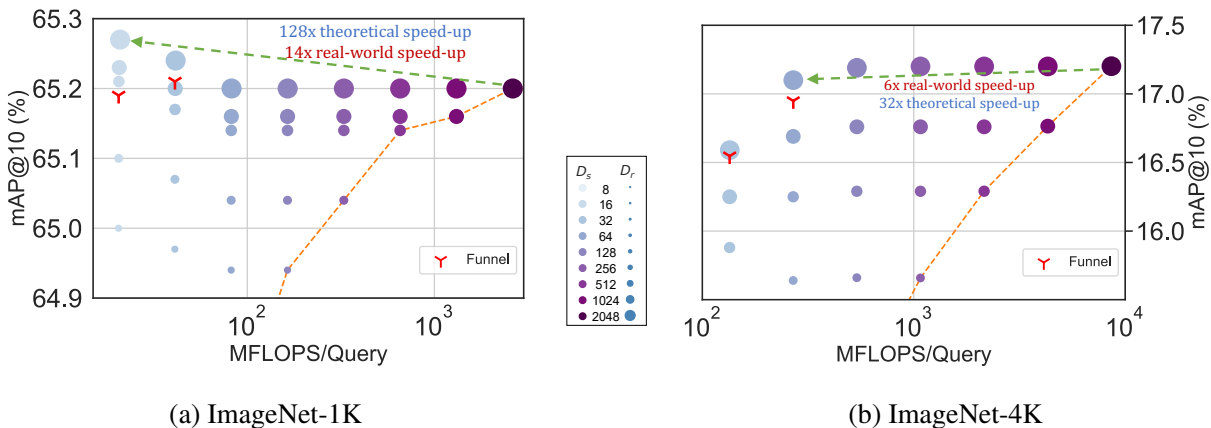 65.3
65.2
65.1
65.0
64.9
mAP@10 (%)
128x theoretical speed-up
14x real-world speed-up
Funnel
10²
10³
MFLOPS/Query
(a) ImageNet-1K
Dₛ Dᵣ
8
16
32
64
128
256
512
1024
2048
17.5
17.0
16.5
16.0
mAP@10 (%)
6x real-world speed-up
32x theoretical speed-up
Funnel
10²
10³
10⁴
MFLOPS/Query
(b) ImageNet-4K